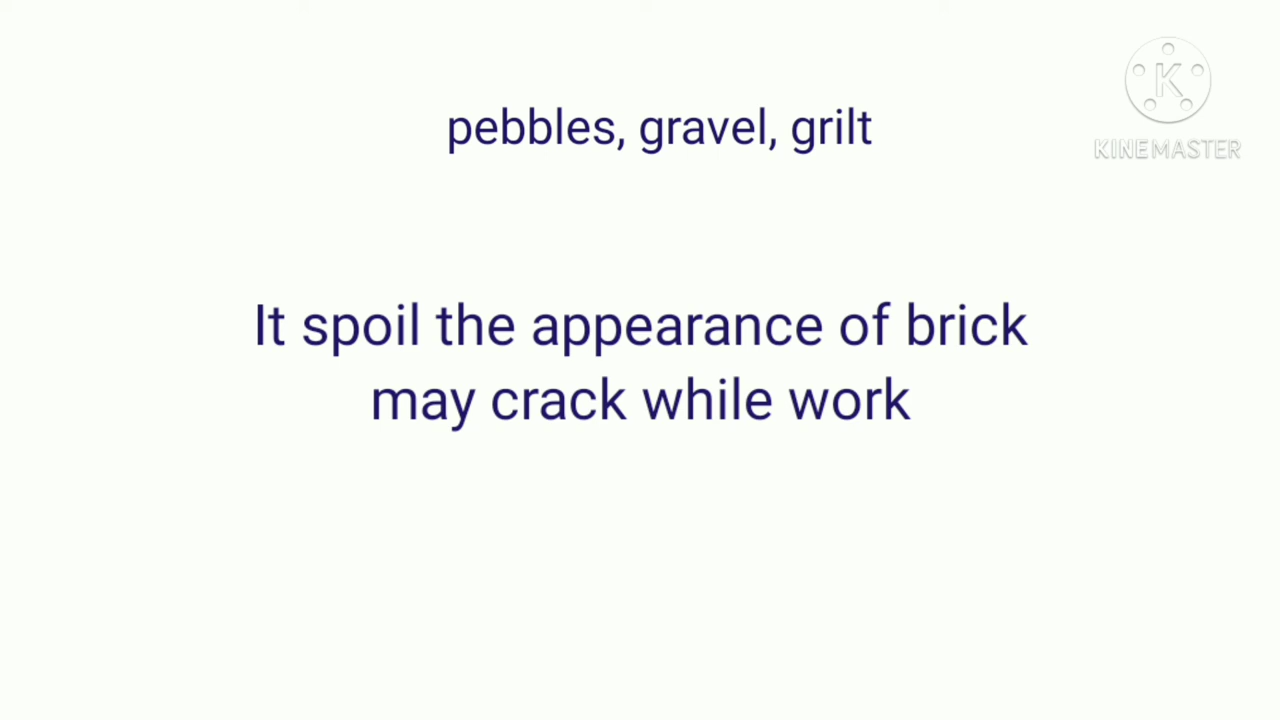 pebbles, gravel, grilt
K
KINEMASTER
It spoil the appearance of brick
may crack while work